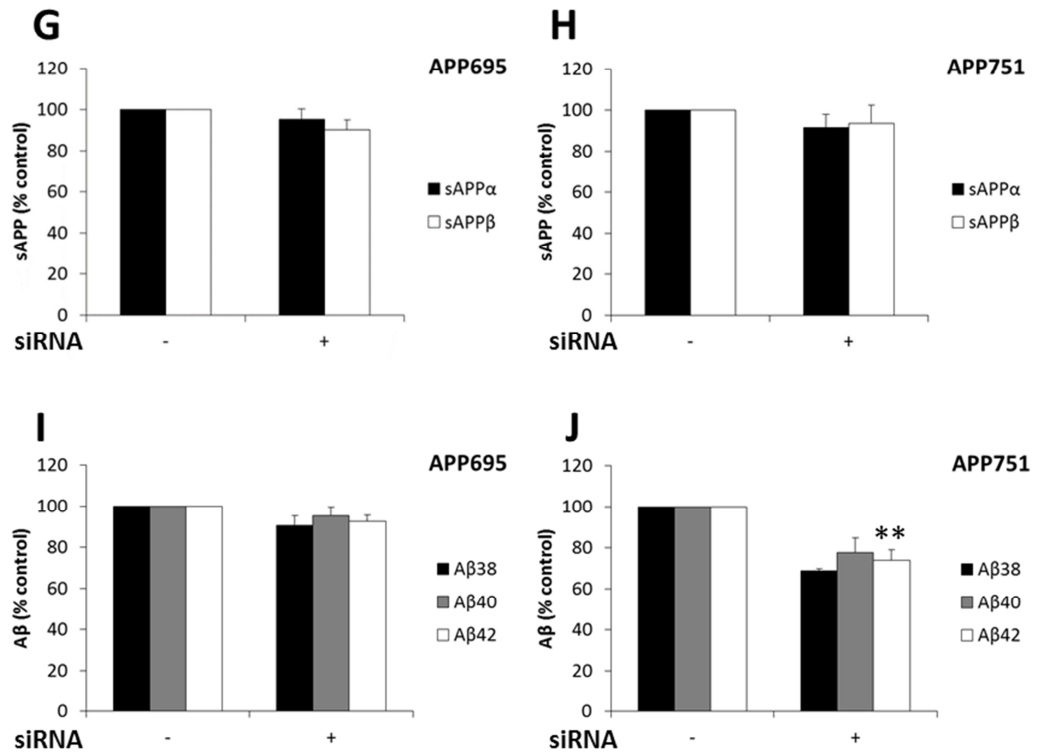 G
APP695
sAPP (% control)
120
100
80
60
40
20
0
sAPPα
sAPPβ
siRNA - +
H
APP751
sAPP (% control)
120
100
80
60
40
20
0
sAPPα
sAPPβ
siRNA - +
I
APP695
Aβ (% control)
120
100
80
60
40
20
0
Aβ38
Aβ40
Aβ42
siRNA - +
J
APP751
Aβ (% control)
120
100
80
60
40
20
0
**
Aβ38
Aβ40
Aβ42
siRNA - +